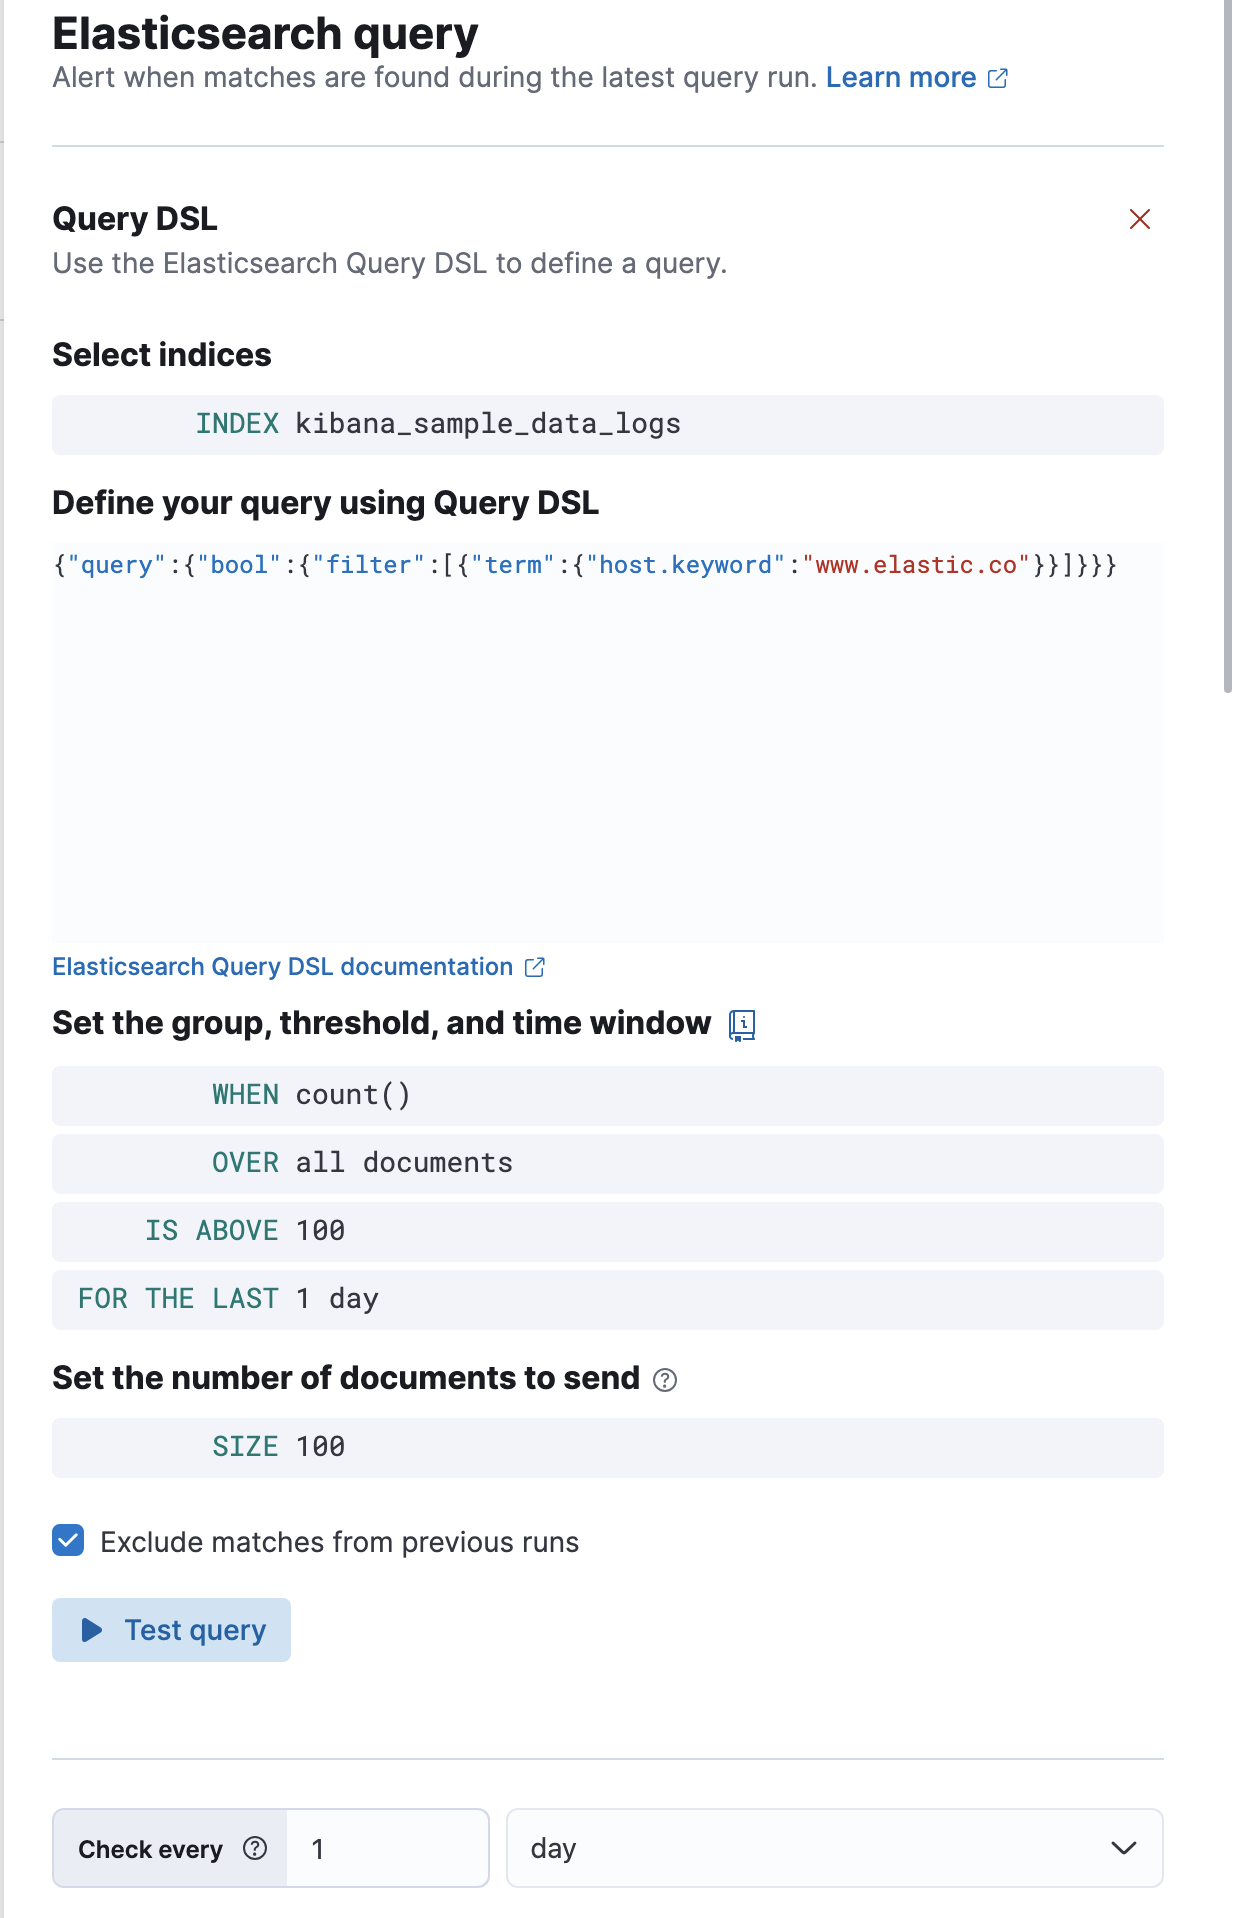 Elasticsearch query
Alert when matches are found during the latest query run. Learn more
Query DSL
Use the Elasticsearch Query DSL to define a query.
Select indices
INDEX kibana_sample_data_logs
Define your query using Query DSL
{"query":{"bool":{"filter":[{"term":{"host.keyword":"www.elastic.co"}}]}}}
Elasticsearch Query DSL documentation
Set the group, threshold, and time window
WHEN count()
OVER all documents
IS ABOVE 100
FOR THE LAST 1 day
Set the number of documents to send
SIZE 100
Exclude matches from previous runs
Test query
Check every 1 day